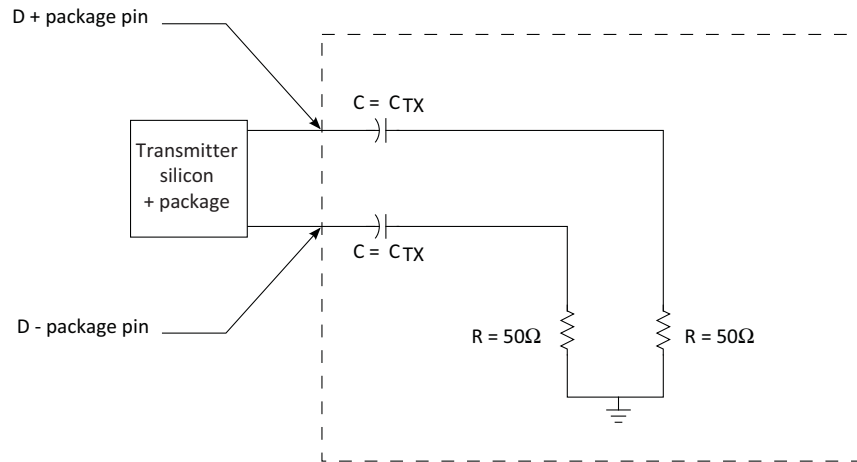 D + package pin
C = CTX
Transmitter
silicon
+ package
C = CTX
D - package pin
R = 50Ω
R = 50Ω